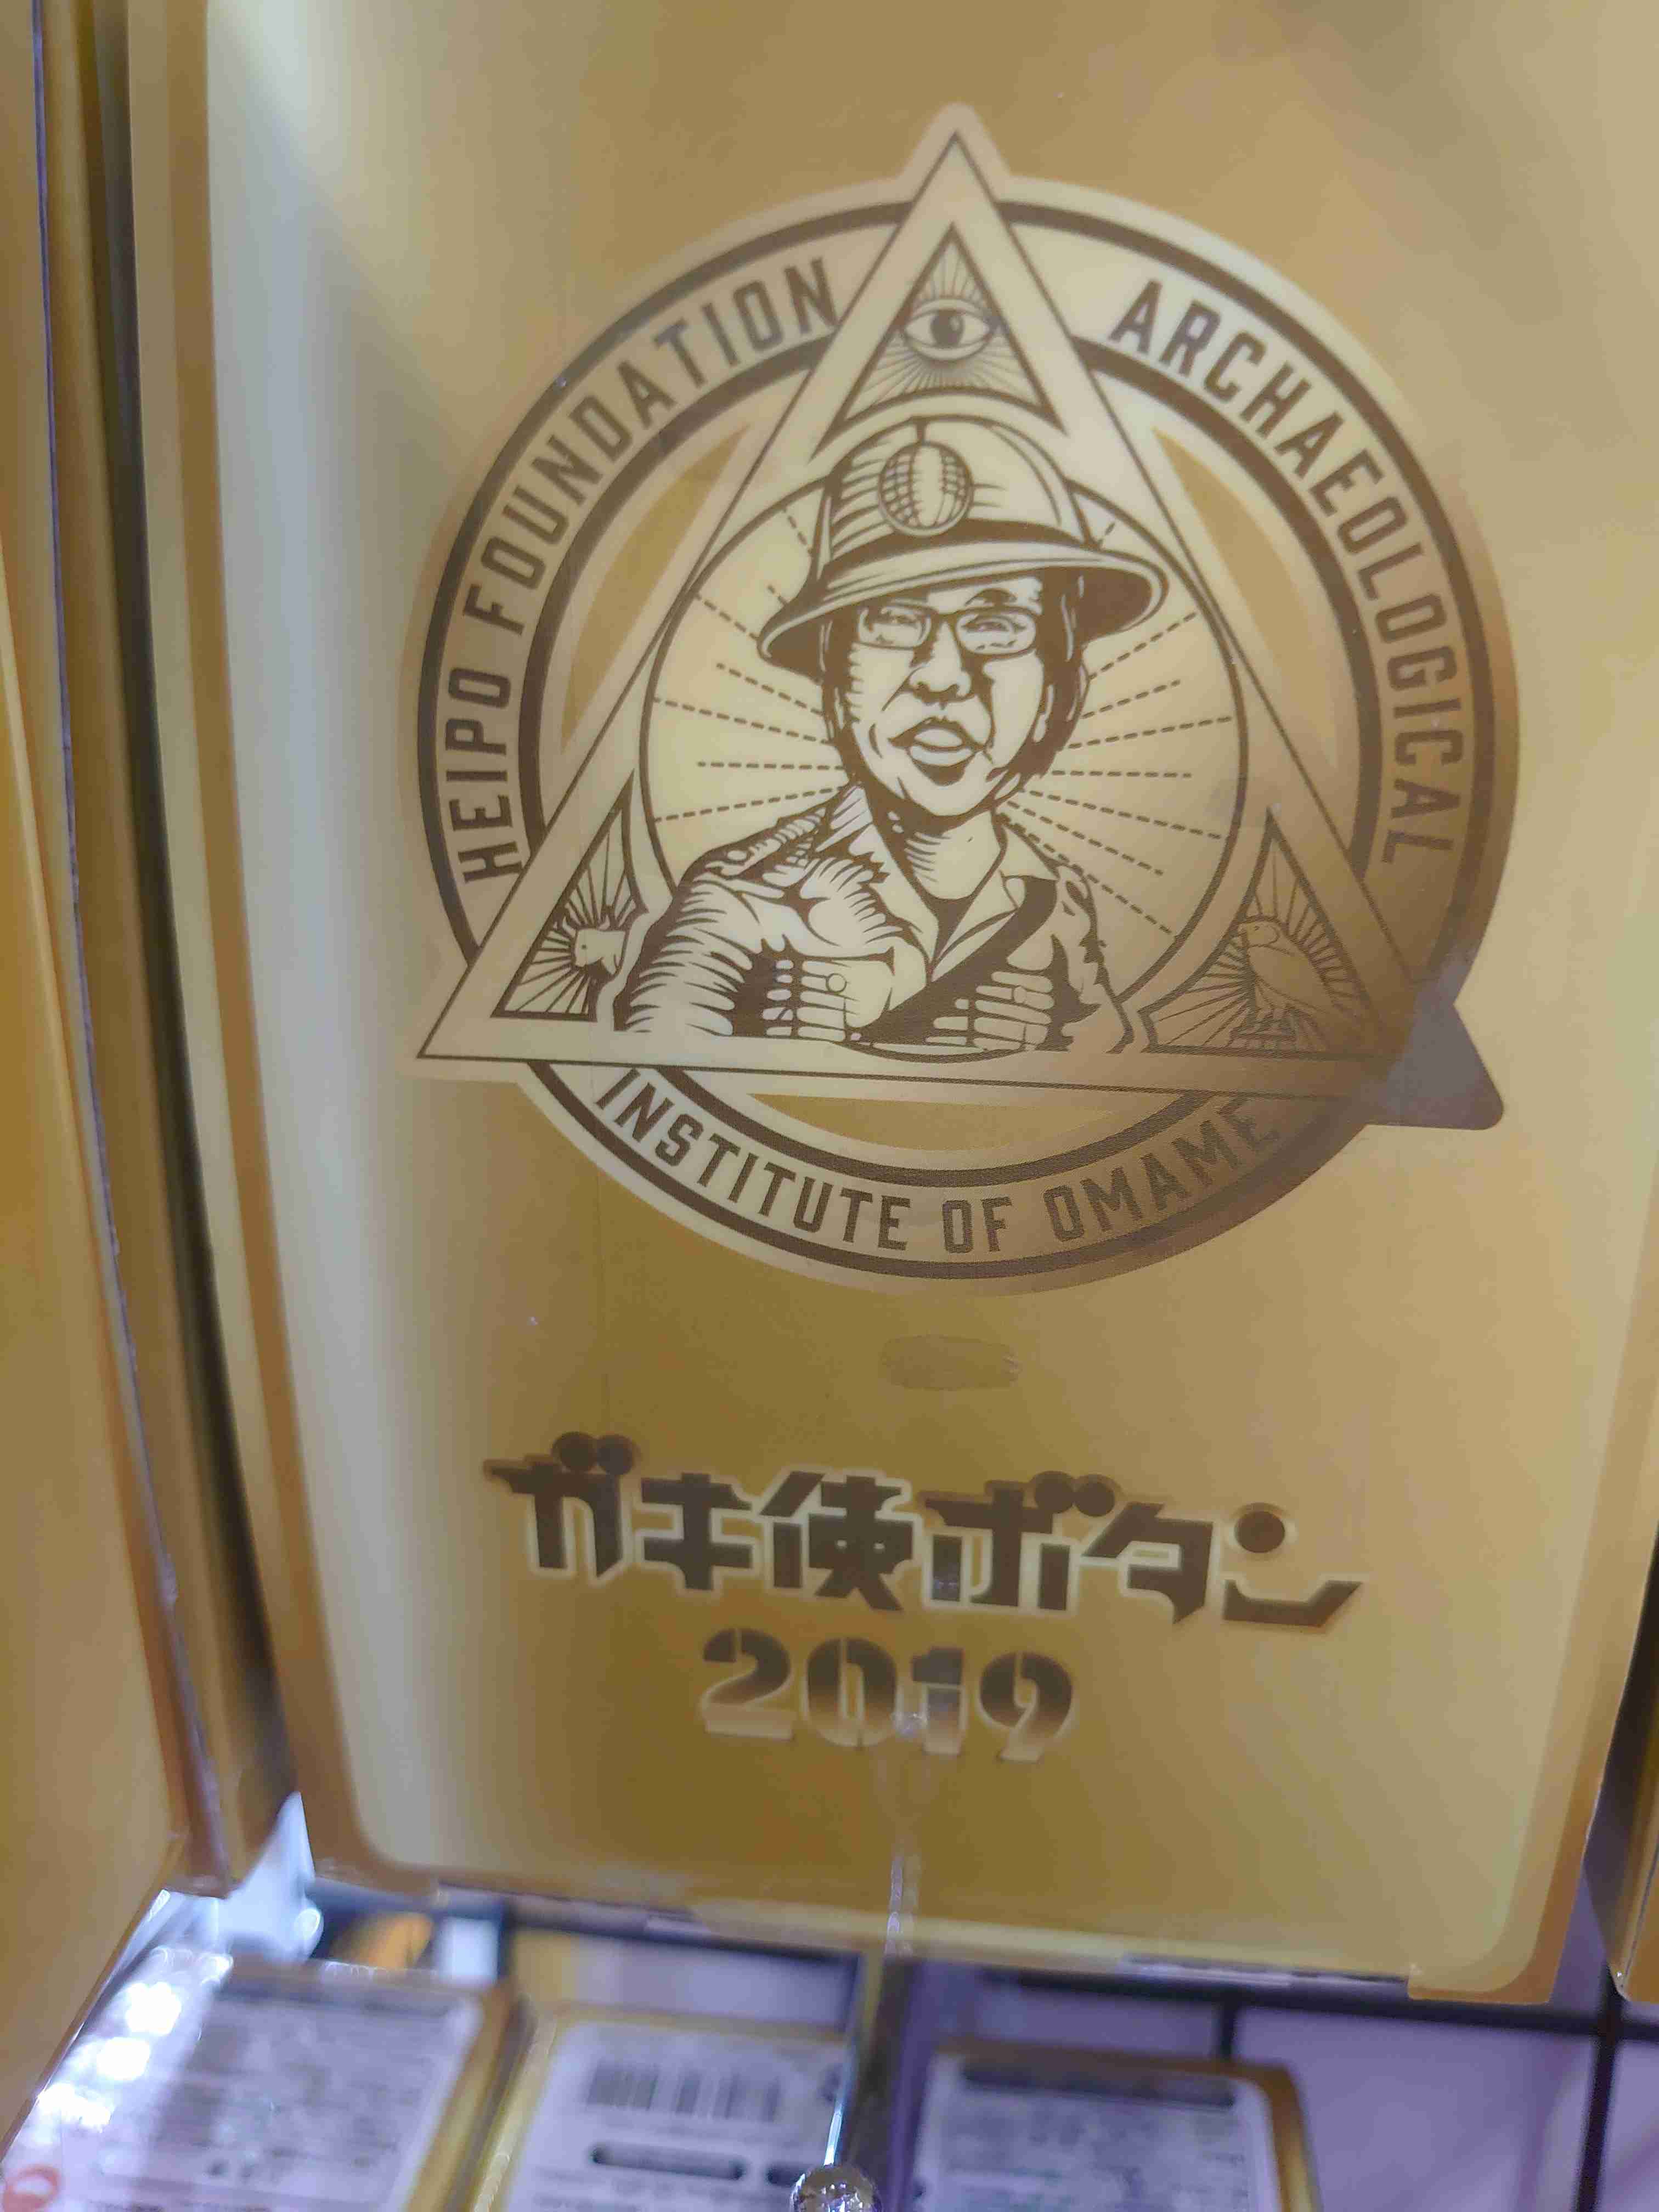 HEIPO FOUNDATION
ARCHAEOLOGICAL
INSTITUTE OF OMAME
ガキ使ボタン
2019